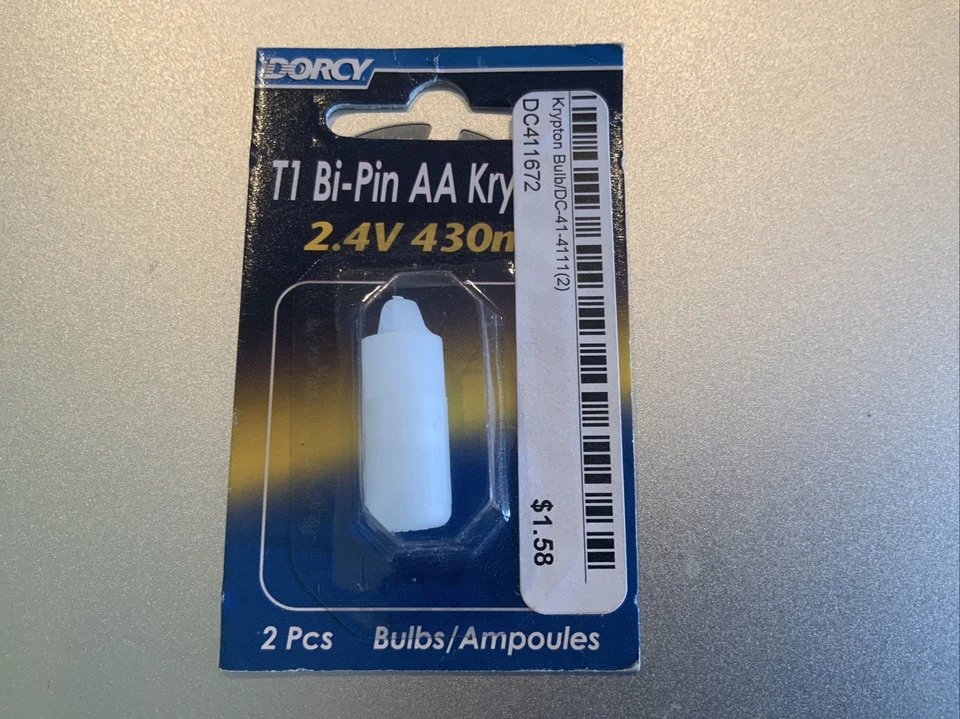 DORCY
T1 Bi-Pin AA Kry
2.4V 430m
Krypton Bulb/DC-41-4111(2)
DC411672
$1.58
2 Pcs Bulbs/Ampoules